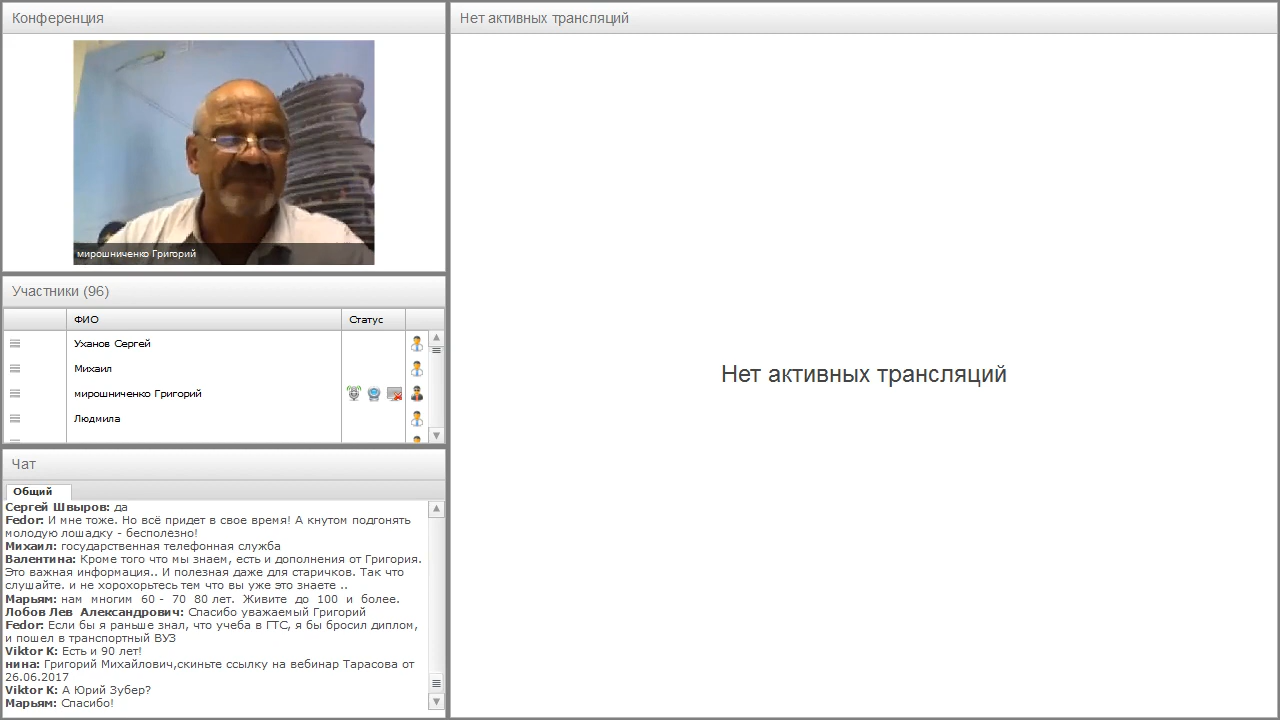 Конференция
мирошниченко Григорий
Участники (96)
ФИО Статус
Уханов Сергей
Михаил
мирошниченко Григорий
Людмила
Чат
Общий
Сергей Швыров: да
Fedor: И мне тоже. Но всё придет в свое время! А кнутом подгонять
молодую лошадку - бесполезно!
Михаил: государственная телефонная служба
Валентина: Кроме того что мы знаем, есть и дополнения от Григория.
Это важная информация.. И полезная даже для старичков. Так что
слушайте. и не хорохорьтесь тем что вы уже это знаете ..
Марьям: нам многим 60 - 70 80 лет. Живите до 100 и более.
Лобов Лев Александрович: Спасибо уважаемый Григорий
Fedor: Если бы я раньше знал, что учеба в ГТС, я бы бросил диплом,
и пошел в транспортный ВУЗ
Viktor K: Есть и 90 лет!
нина: Григорий Михайлович,скиньте ссылку на вебинар Тарасова от
26.06.2017
Viktor K: А Юрий Зубер?
Марьям: Спасибо!
Нет активных трансляций
Нет активных трансляций